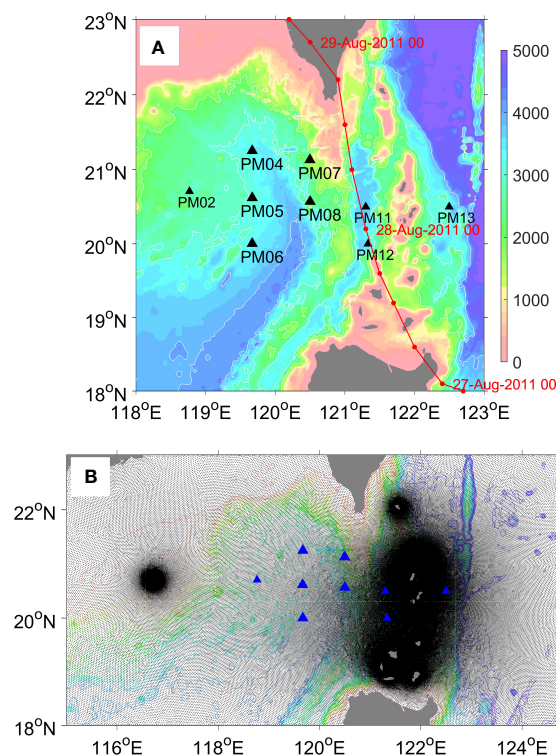 A
23°N
22°N
21°N
20°N
19°N
18°N
118°E 119°E 120°E 121°E 122°E 123°E
29-Aug-2011 00
28-Aug-2011 00
27-Aug-2011 00
PM04
PM07
PM02
PM05
PM08
PM11
PM13
PM06
PM12
5000
4000
3000
2000
1000
0
B
22°N
20°N
18°N
116°E 118°E 120°E 122°E 124°E